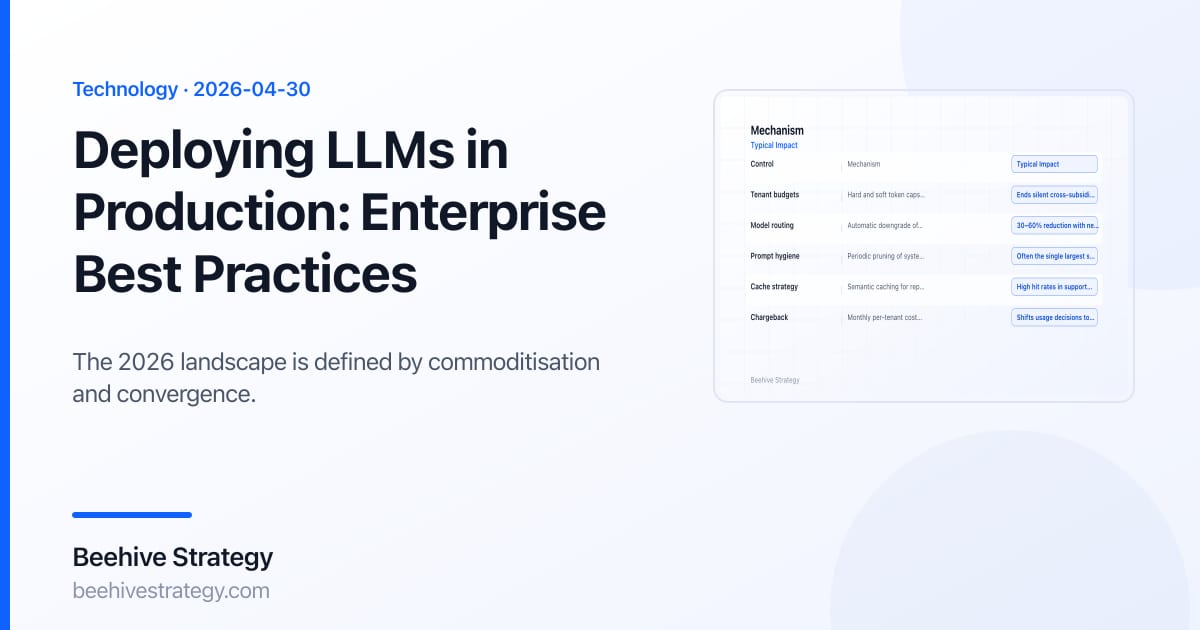 Technology · 2026-04-30
Deploying LLMs in
Production: Enterprise
Best Practices
The 2026 landscape is defined by commoditisation
and convergence.
Beehive Strategy
beehivestrategy.com
Mechanism
Typical Impact
Control Mechanism Typical Impact
Tenant budgets Hard and soft token caps... Ends silent cross-subsidi...
Model routing Automatic downgrade of... 30–60% reduction with ne...
Prompt hygiene Periodic pruning of syste... Often the single largest s...
Cache strategy Semantic caching for rep... High hit rates in support...
Chargeback Monthly per-tenant cost... Shifts usage decisions to...
Beehive Strategy